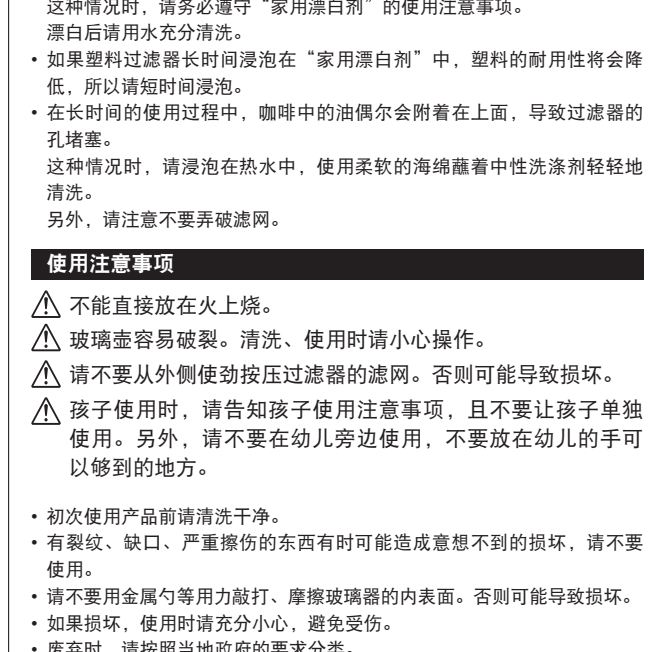 这种情况时，请务必遵守“家用漂白剂”的使用注意事项。
漂白后请用水充分清洗。
• 如果塑料过滤器长时间浸泡在“家用漂白剂”中，塑料的耐用性将会降
低，所以请短时间浸泡。
• 在长时间的使用过程中，咖啡中的油偶尔会附着在上面，导致过滤器的
孔堵塞。
这种情况时，请浸泡在热水中，使用柔软的海绵蘸着中性洗涤剂轻轻地
清洗。
另外，请注意不要弄破滤网。
使用注意事项
⚠ 不能直接放在火上烧。
⚠ 玻璃壶容易破裂。清洗、使用时请小心操作。
⚠ 请不要从外侧使劲按压过滤器的滤网。否则可能导致损坏。
⚠ 孩子使用时，请告知孩子使用注意事项，且不要让孩子单独
使用。另外，请不要在幼儿旁边使用，不要放在幼儿的手可
以够到的地方。
• 初次使用产品前请清洗干净。
• 有裂纹、缺口、严重擦伤的东西有时可能造成意想不到的损坏，请不要
使用。
• 请不要用金属勺等用力敲打、摩擦玻璃器的内表面。否则可能导致损坏。
• 如果损坏，使用时请充分小心，避免受伤。
• 废弃时，请按照当地政府的要求分类。